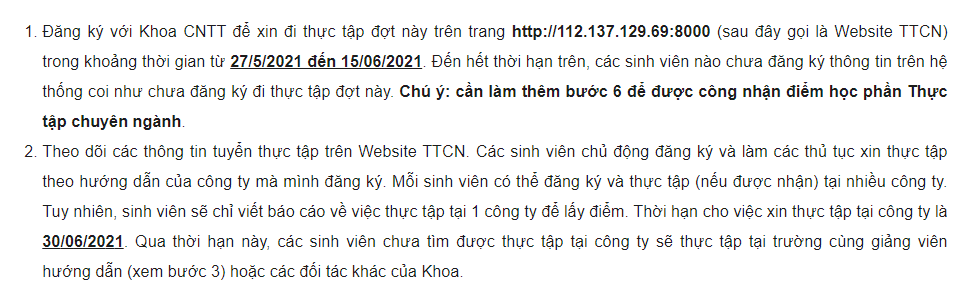 1. Đăng ký với Khoa CNTT để xin đi thực tập đợt này trên trang http://112.137.129.69:8000 (sau đây gọi là Website TTCN)
trong khoảng thời gian từ 27/5/2021 đến 15/06/2021. Đến hết thời hạn trên, các sinh viên nào chưa đăng ký thông tin trên hệ
thống coi như chưa đăng ký đi thực tập đợt này. Chú ý: cần làm thêm bước 6 để được công nhận điểm học phần Thực
tập chuyên ngành.
2. Theo dõi các thông tin tuyển thực tập trên Website TTCN. Các sinh viên chủ động đăng ký và làm các thủ tục xin thực tập
theo hướng dẫn của công ty mà mình đăng ký. Mỗi sinh viên có thể đăng ký và thực tập (nếu được nhận) tại nhiều công ty.
Tuy nhiên, sinh viên sẽ chỉ viết báo cáo về việc thực tập tại 1 công ty để lấy điểm. Thời hạn cho việc xin thực tập tại công ty là
30/06/2021. Qua thời hạn này, các sinh viên chưa tìm được thực tập tại công ty sẽ thực tập tại trường cùng giảng viên
hướng dẫn (xem bước 3) hoặc các đối tác khác của Khoa.